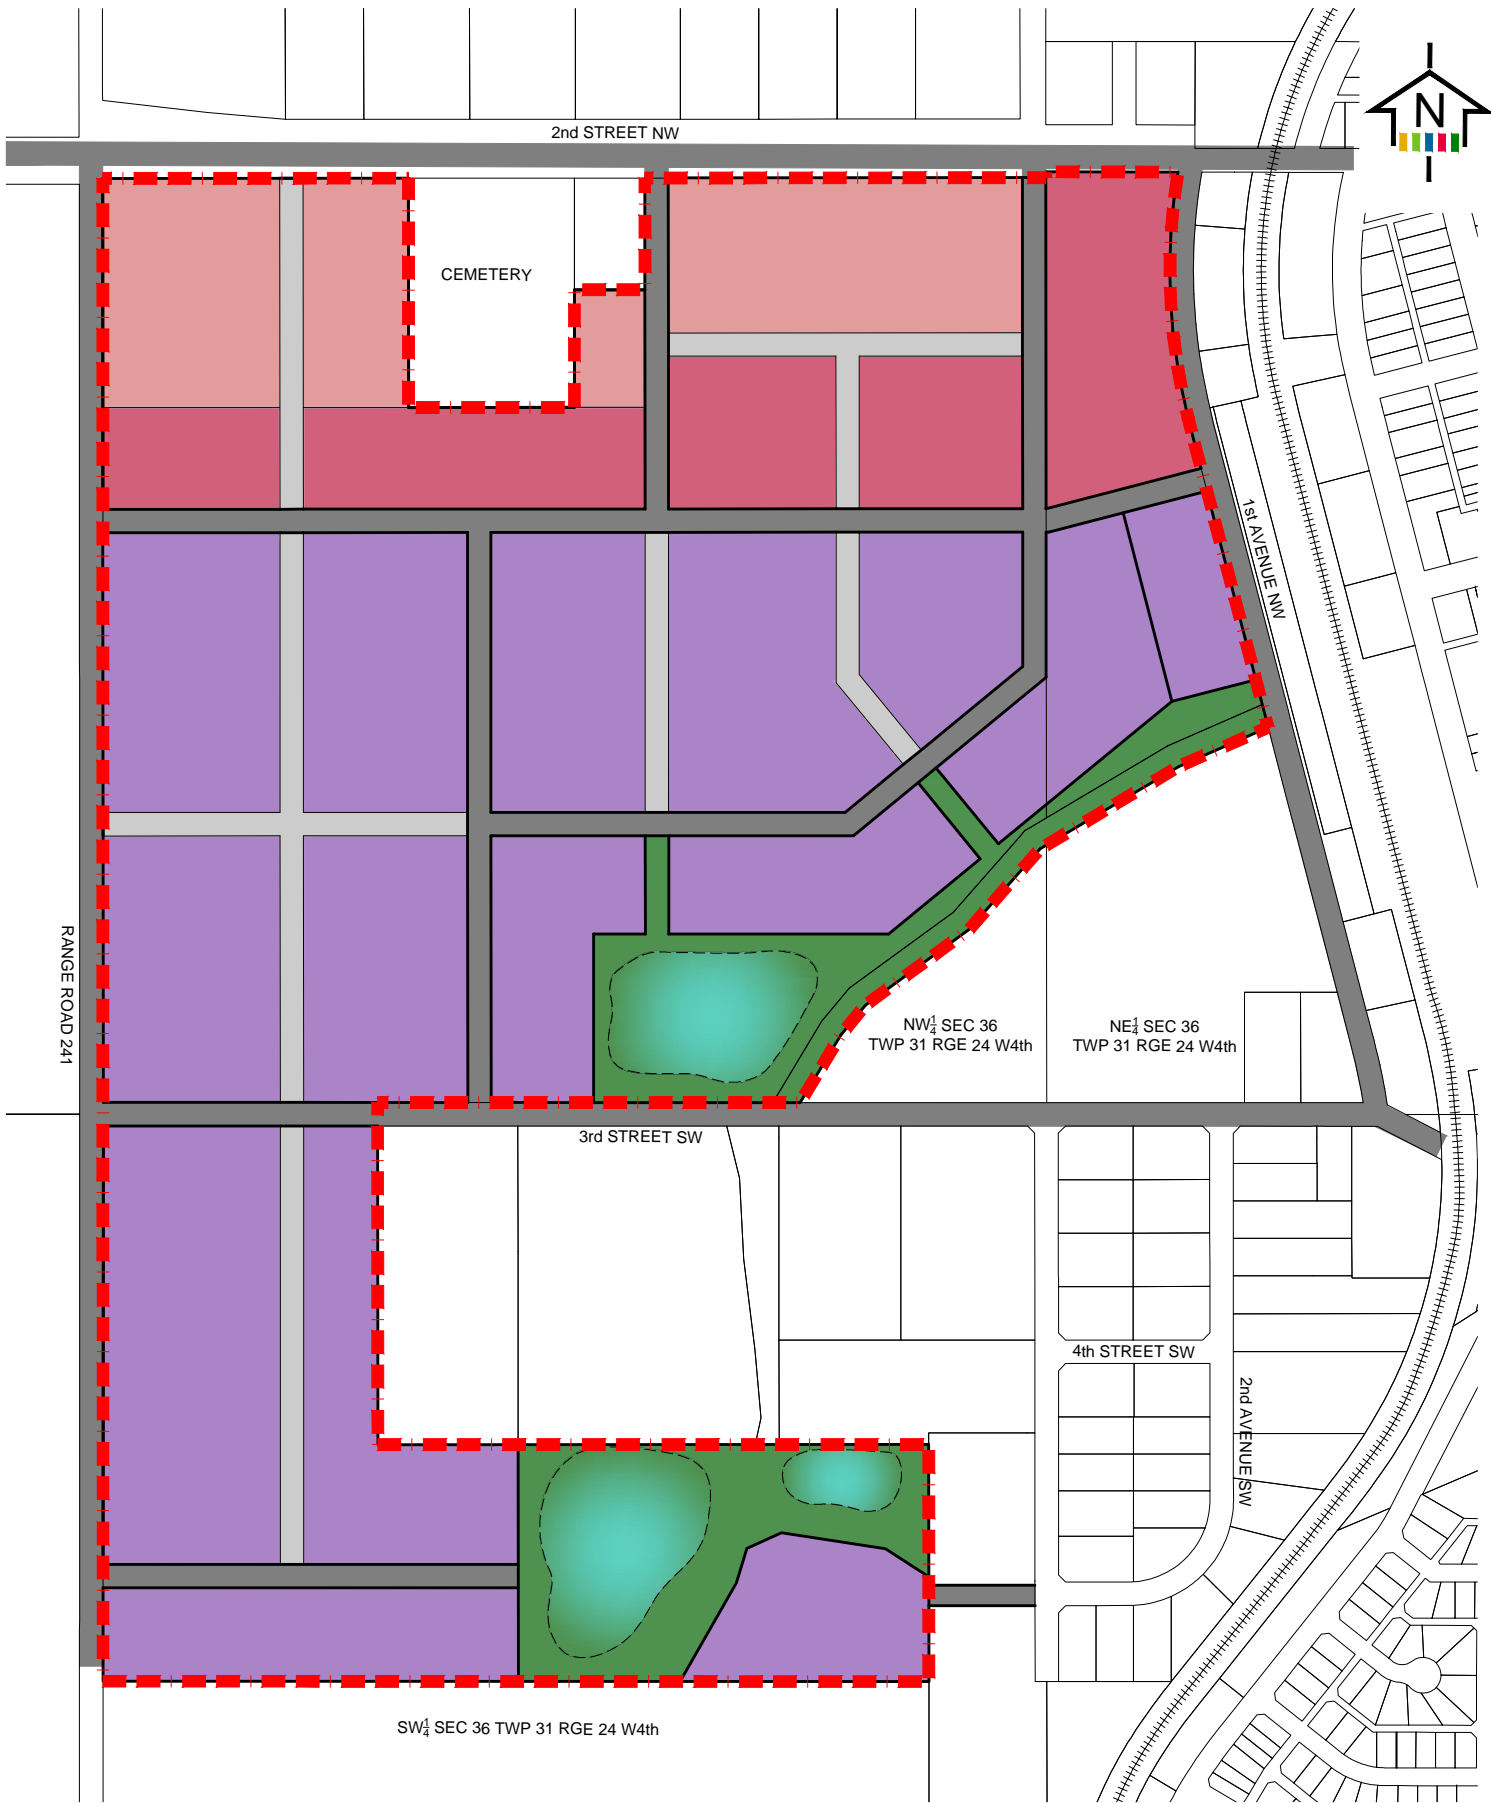 2nd STREET NW
N
CEMETERY
1st AVENUE NW
RANGE ROAD 241
NW1/4 SEC 36
TWP 31 RGE 24 W4th
NE1/4 SEC 36
TWP 31 RGE 24 W4th
3rd STREET SW
4th STREET SW
2nd AVENUE SW
SW1/4 SEC 36 TWP 31 RGE 24 W4th